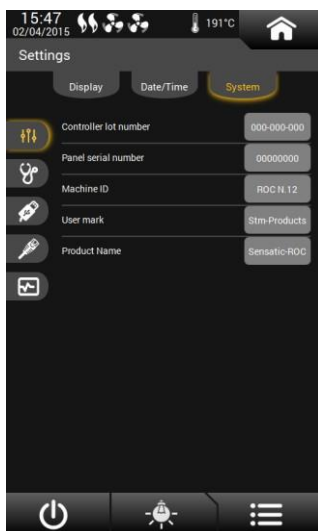 15:47
02/04/2015
191°C
Settings
Display Date/Time System
Controller lot number 000-000-000
Panel serial number 00000000
Machine ID ROC N.12
User mark Stm-Products
Product Name Sensatic-ROC